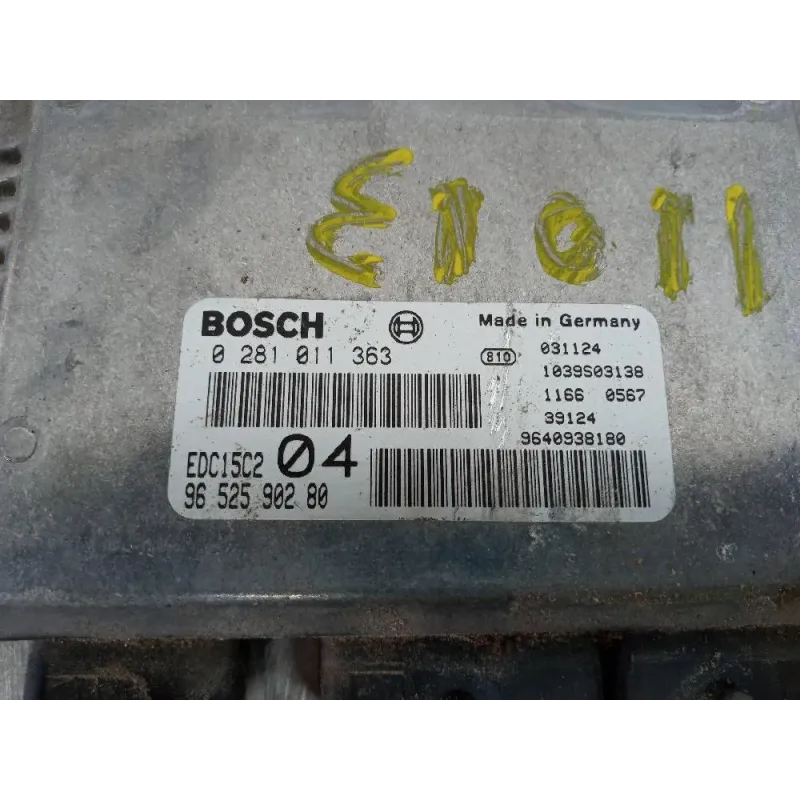 E1011
BOSCH
Made in Germany
0 281 011 363
810
031124
1039S03138
1166 0567
39124
9640938180
EDC15C2 04
96 525 902 80